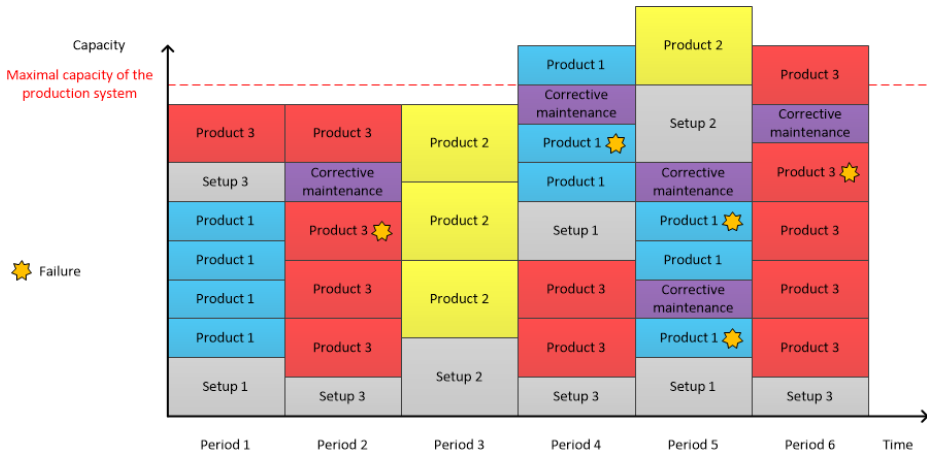 Capacity
Maximal capacity of the
production system
Failure
Product 3
Setup 3
Product 1
Product 1
Product 1
Product 1
Setup 1
Product 3
Corrective
maintenance
Product 3
Product 3
Product 3
Setup 3
Product 2
Product 2
Product 2
Setup 2
Product 1
Corrective
maintenance
Product 1
Product 1
Setup 1
Product 3
Product 3
Setup 3
Product 2
Setup 2
Corrective
maintenance
Product 1
Product 1
Corrective
maintenance
Product 1
Setup 1
Product 3
Corrective
maintenance
Product 3
Product 3
Product 3
Product 3
Setup 3
Period 1
Period 2
Period 3
Period 4
Period 5
Period 6
Time